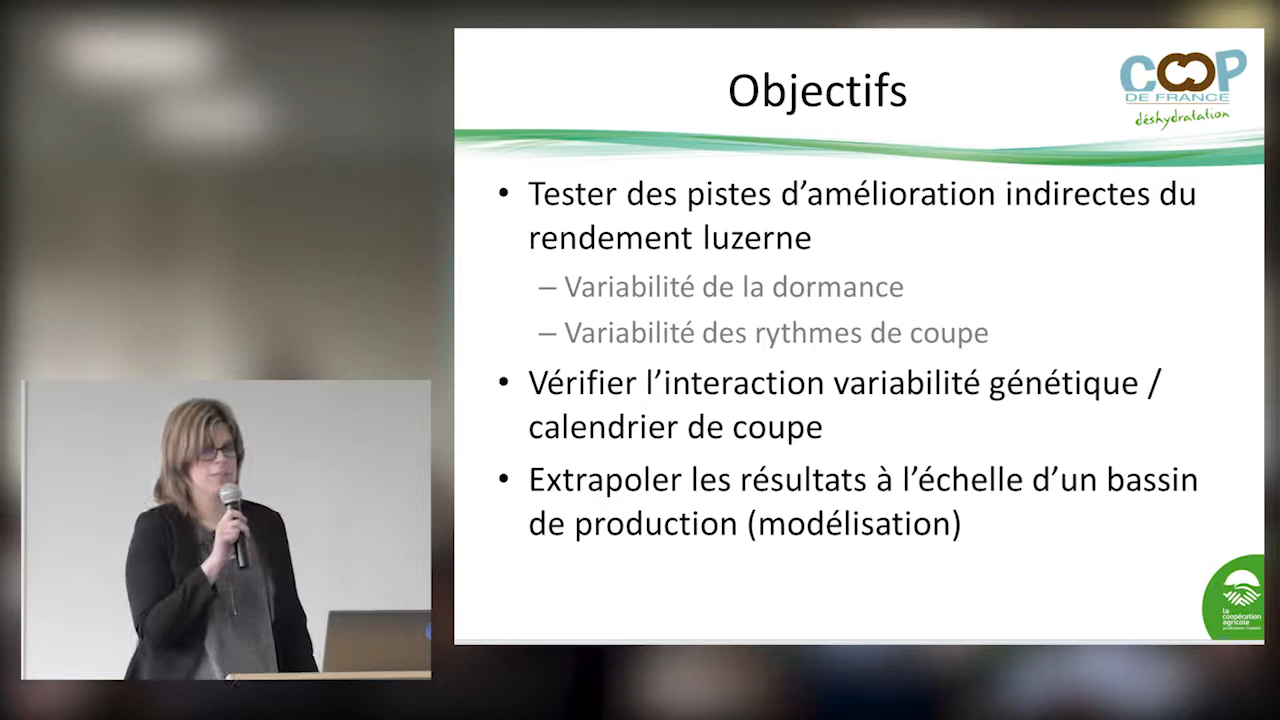 Objectifs
COOP
DE FRANCE
déshydratation
• Tester des pistes d’amélioration indirectes du
rendement luzerne
– Variabilité de la dormance
– Variabilité des rythmes de coupe
• Vérifier l’interaction variabilité génétique /
calendrier de coupe
• Extrapoler les résultats à l’échelle d’un bassin
de production (modélisation)
la
coopération
agricole